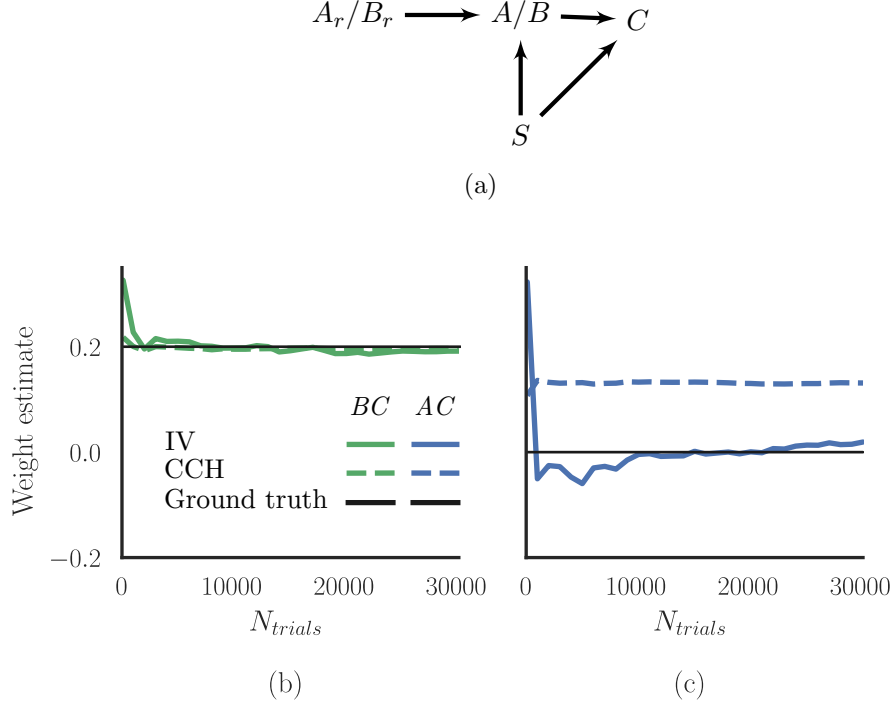 A_r/B_r A/B C
S
(a)
Weight estimate
0.2
0.0
−0.2
BC AC
IV
CCH
Ground truth
0 10000 20000 30000
N_trials
(b)
0 10000 20000 30000
N_trials
(c)